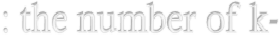 : the number of k-